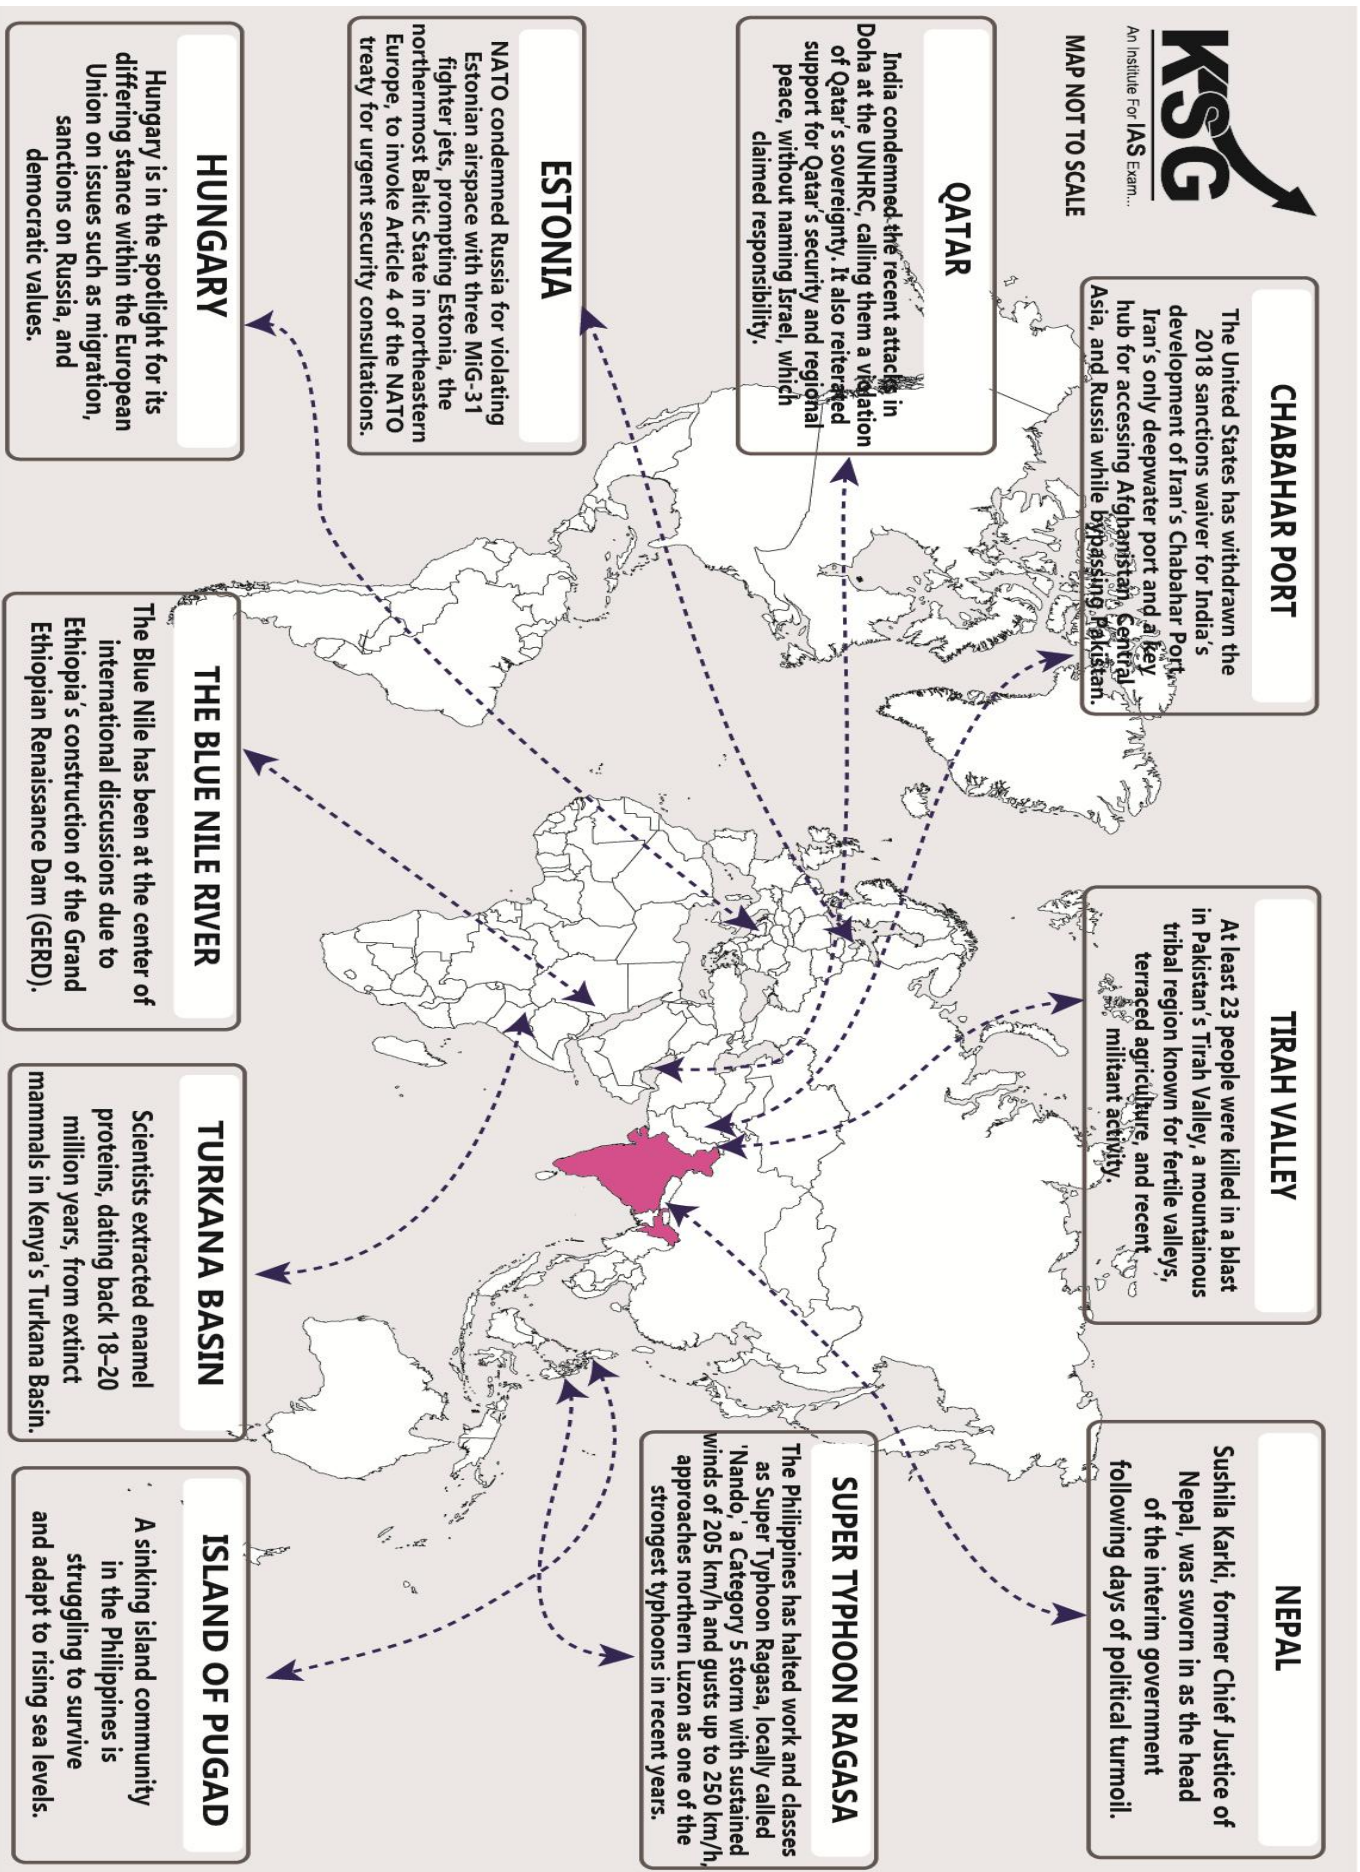 KSG
An Institute For IAS Exam...
MAP NOT TO SCALE
CHABAHAR PORT
The United States has withdrawn the
2018 sanctions waiver for India's
development of Iran's Chabahar Port,
Iran's only deepwater port and a key
hub for accessing Afghanistan, Central
Asia, and Russia while bypassing Pakistan.
TIRAH VALLEY
At least 23 people were killed in a blast
in Pakistan's Tirah Valley, a mountainous
tribal region known for fertile valleys,
terraced agriculture, and recent
militant activity.
NEPAL
Sushila Karki, former Chief Justice of
Nepal, was sworn in as the head
of the interim government
following days of political turmoil.
QATAR
India condemned the recent attacks in
Doha at the UNHRC, calling them a violation
of Qatar's sovereignty. It also reiterated
support for Qatar's security and regional
peace, without naming Israel, which
claimed responsibility.
SUPER TYPHOON RAGASA
The Philippines has halted work and classes
as Super Typhoon Ragasa, locally called
'Nando,' a Category 5 storm with sustained
winds of 205 km/h and gusts up to 250 km/h,
approaches northern Luzon as one of the
strongest typhoons in recent years.
ESTONIA
NATO condemned Russia for violating
Estonian airspace with three MiG-31
fighter jets, prompting Estonia, the
northernmost Baltic State in northeastern
Europe, to invoke Article 4 of the NATO
treaty for urgent security consultations.
HUNGARY
Hungary is in the spotlight for its
differing stance within the European
Union on issues such as migration,
sanctions on Russia, and
democratic values.
THE BLUE NILE RIVER
The Blue Nile has been at the center of
international discussions due to
Ethiopia's construction of the Grand
Ethiopian Renaissance Dam (GERD).
TURKANA BASIN
Scientists extracted enamel
proteins, dating back 18–20
million years, from extinct
mammals in Kenya's Turkana Basin.
ISLAND OF PUGAD
A sinking island community
in the Philippines is
struggling to survive
and adapt to rising sea levels.